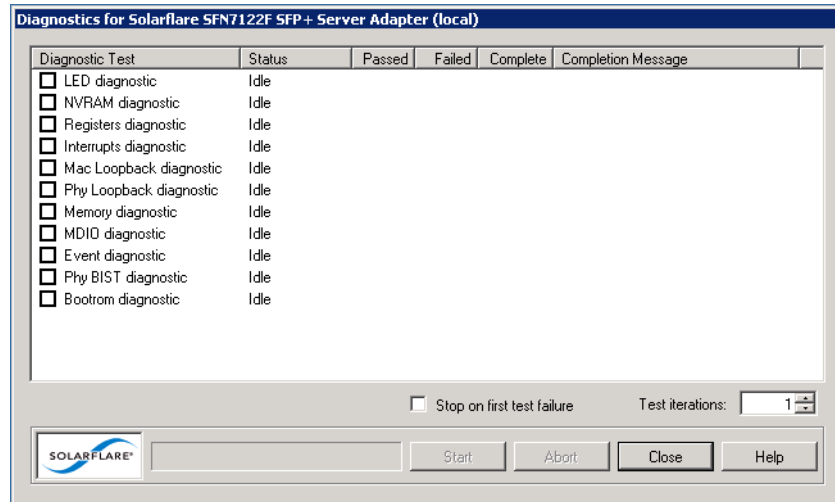 Diagnostics for Solarflare SFN7122F SFP+ Server Adapter (local)
Diagnostic Test Status Passed Failed Complete Completion Message
LED diagnostic Idle
NVRAM diagnostic Idle
Registers diagnostic Idle
Interrupts diagnostic Idle
Mac Loopback diagnostic Idle
Phy Loopback diagnostic Idle
Memory diagnostic Idle
MDIO diagnostic Idle
Event diagnostic Idle
Phy BIST diagnostic Idle
Bootrom diagnostic Idle
Stop on first test failure Test iterations: 1
SOLARFLARE® Start Abort Close Help